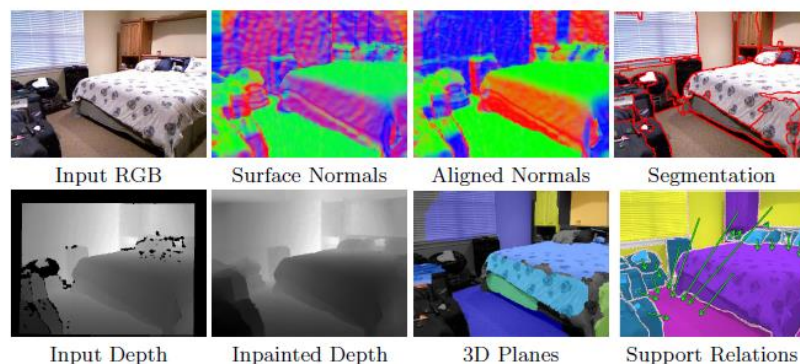 Input RGB Surface Normals Aligned Normals Segmentation
Input Depth Inpainted Depth 3D Planes Support Relations